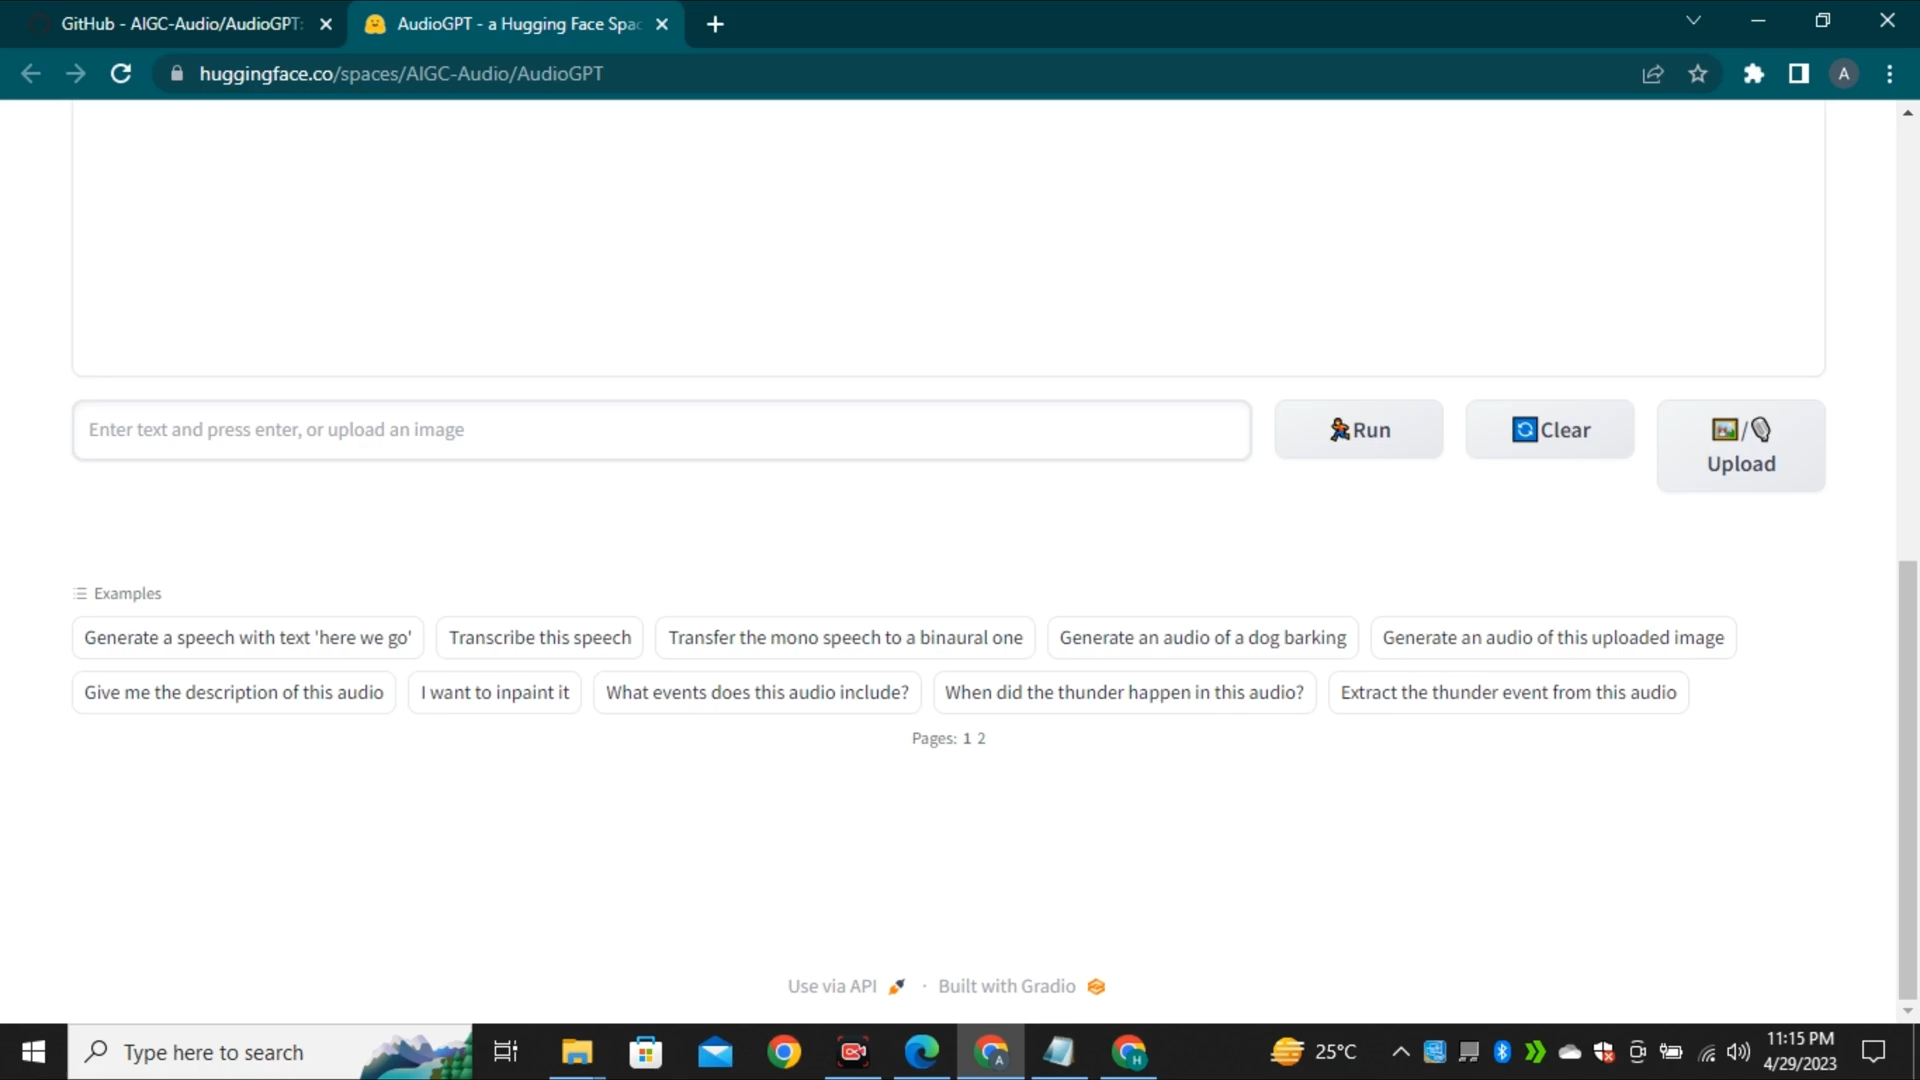 GitHub - AIGC-Audio/AudioGPT:
AudioGPT - a Hugging Face Spac
huggingface.co/spaces/AIGC-Audio/AudioGPT
A
Enter text and press enter, or upload an image
Run
Clear
/
Upload
Examples
Generate a speech with text 'here we go'
Transcribe this speech
Transfer the mono speech to a binaural one
Generate an audio of a dog barking
Generate an audio of this uploaded image
Give me the description of this audio
I want to inpaint it
What events does this audio include?
When did the thunder happen in this audio?
Extract the thunder event from this audio
Pages: 1 2
Use via API · Built with Gradio
Type here to search
A
H
25°C
11:15 PM
4/29/2023